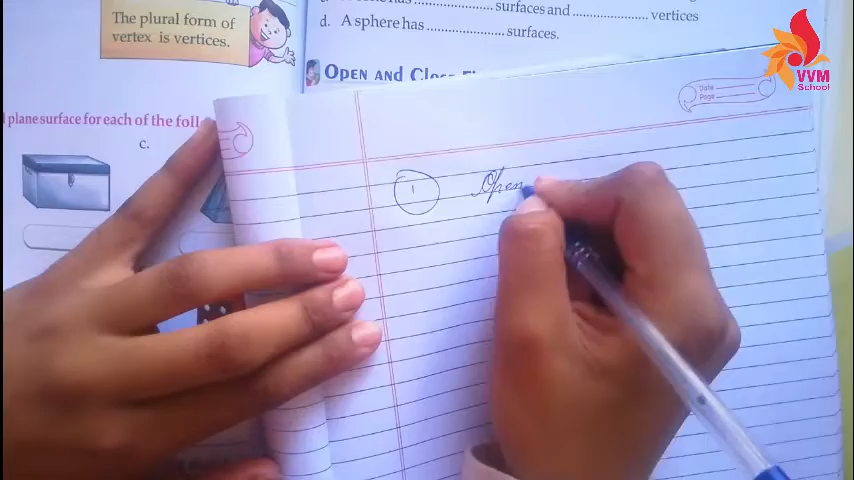 surfaces and
vertices
d. A sphere has
surfaces.
The plural form of
vertex is vertices.
OPEN AND
plane surface for each of the foll
c.
Date
Page
VVM
School
1
Open